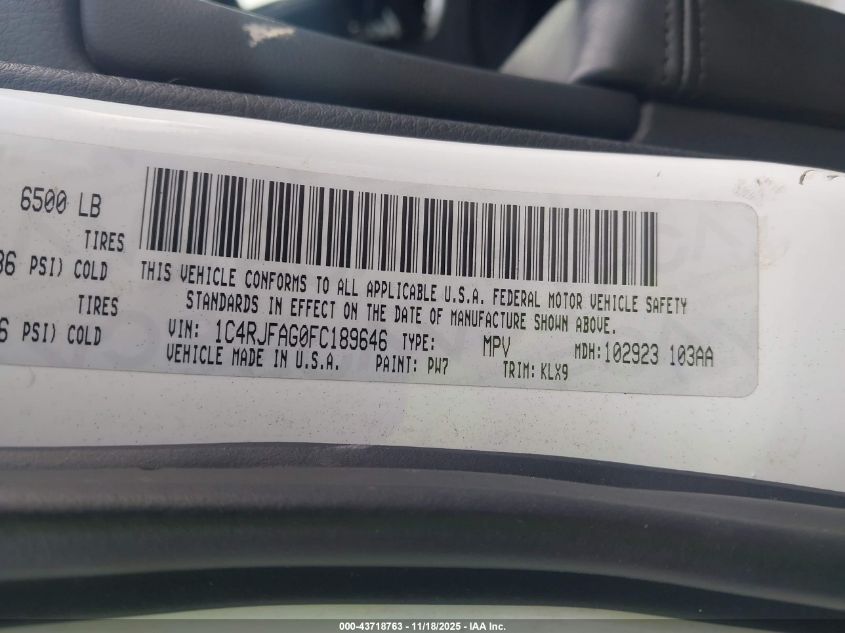 6500 LB
TIRES
36 PSI) COLD
TIRES
6 PSI) COLD
THIS VEHICLE CONFORMS TO ALL APPLICABLE U.S.A. FEDERAL MOTOR VEHICLE SAFETY
STANDARDS IN EFFECT ON THE DATE OF MANUFACTURE SHOWN ABOVE.
VIN: 1C4RJFAG0FC189646 TYPE: MPV MDH: 102923 103AA
VEHICLE MADE IN U.S.A. PAINT: PW7 TRIM: KLX9
000-43718763 - 11/18/2025 - IAA Inc.